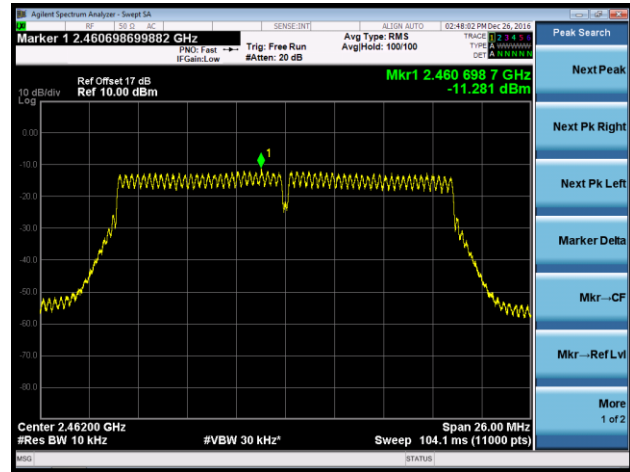 Agilent Spectrum Analyzer - Swept SA
RF 50 Ω AC SENSE:INT ALIGN AUTO 02:48:02 PM Dec 26, 2016
Marker 1 2.460698699882 GHz
PNO: Fast
IFGain:Low
Trig: Free Run
#Atten: 20 dB
Avg Type: RMS
Avg|Hold: 100/100
TRACE 1 2 3 4 5 6
TYPE A WWWWW
DET A N N N N N
Peak Search
Ref Offset 17 dB
10 dB/div Ref 10.00 dBm
Log
Mkr1 2.460 698 7 GHz
-11.281 dBm
Next Peak
0.00
1
-10.0
Next Pk Right
-20.0
Next Pk Left
-30.0
-40.0
Marker Delta
-50.0
Mkr→CF
-60.0
-70.0
Mkr→Ref Lvl
-80.0
More
1 of 2
Center 2.46200 GHz Span 26.00 MHz
#Res BW 10 kHz #VBW 30 kHz* Sweep 104.1 ms (11000 pts)
MSG STATUS